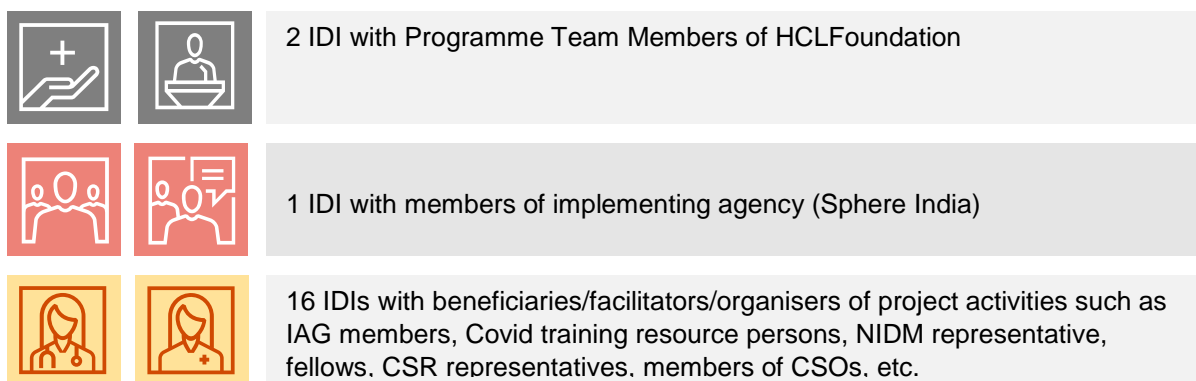 2 IDI with Programme Team Members of HCLFoundation
1 IDI with members of implementing agency (Sphere India)
16 IDIs with beneficiaries/facilitators/organisers of project activities such as
IAG members, Covid training resource persons, NIDM representative,
fellows, CSR representatives, members of CSOs, etc.